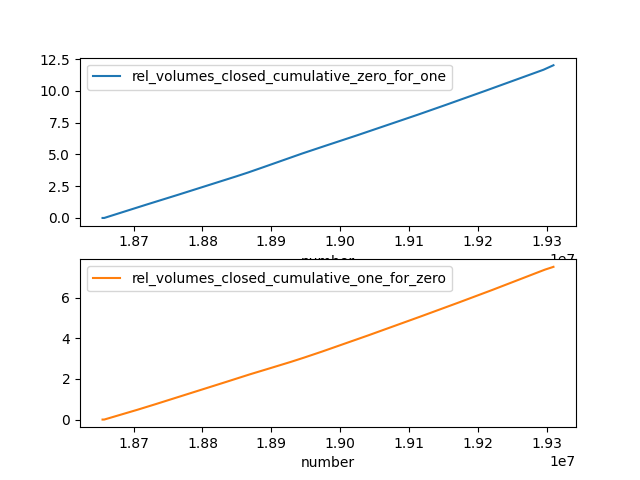 12.5
10.0
7.5
5.0
2.5
0.0
rel_volumes_closed_cumulative_zero_for_one
1.87 1.88 1.89 1.90 1.91 1.92 1.93
number
1e7
6
4
2
0
rel_volumes_closed_cumulative_one_for_zero
1.87 1.88 1.89 1.90 1.91 1.92 1.93
number
1e7